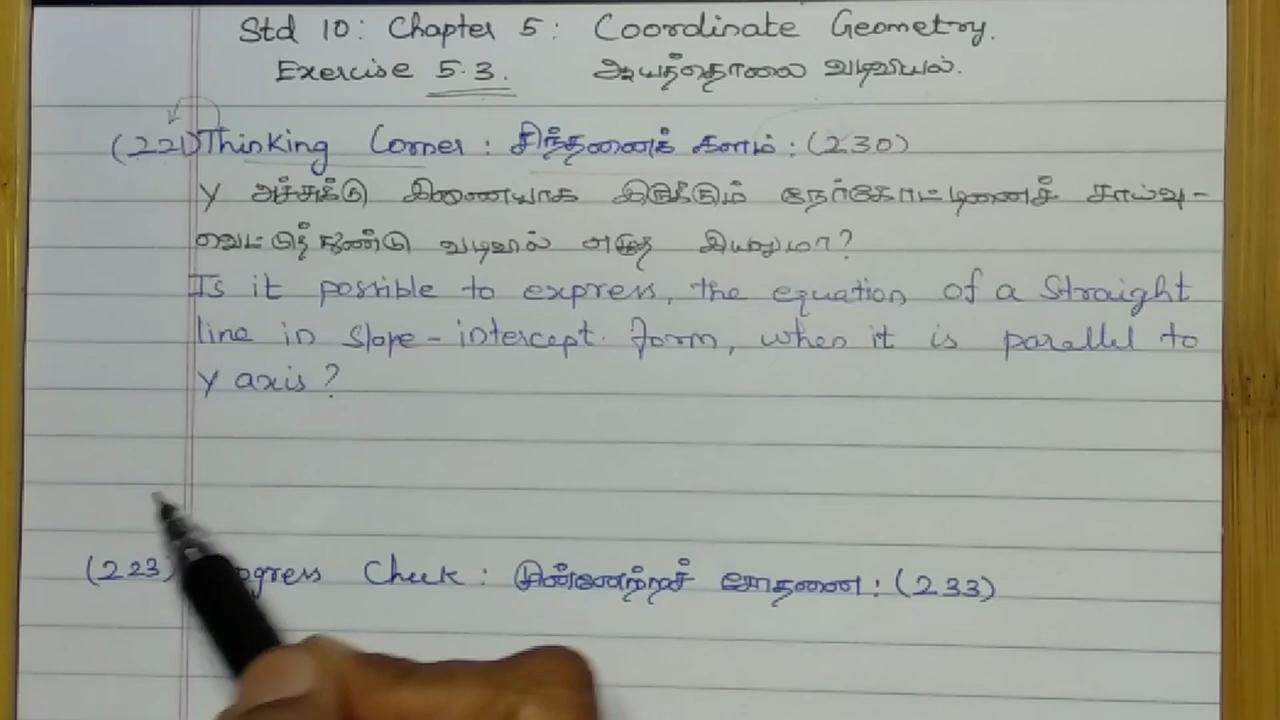 Std 10: Chapter 5: Coordinate Geometry.
Exercise 5.3. ஆயத்தொலை வடிவியல்.
(221) Thinking Corner: சிந்தனைக் களம்: (230)
Y அச்சுக்கு இணையாக இருக்கும் நேர்கோட்டினைச் சாய்வு-
வெட்டுத்துண்டு வடிவில் எழுத இயலுமா?
Is it possible to express, the equation of a Straight
line in slope-intercept. form, when it is parallel to
Y axis?
(223) ogress Check: முன்னேற்றச் சோதனை: (233)